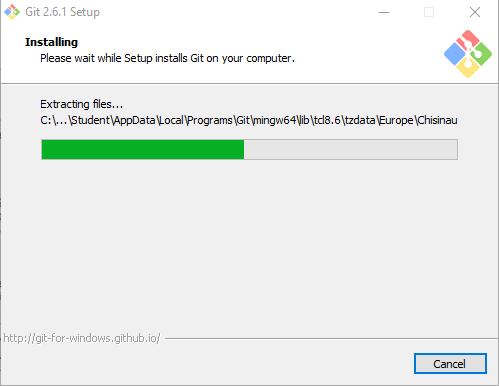 Git 2.6.1 Setup
Installing
Please wait while Setup installs Git on your computer.
Extracting files...
C:\...\Student\AppData\Local\Programs\Git\mingw64\lib\tcl8.6\tzdata\Europe\Chisinau
http://git-for-windows.github.io/
Cancel